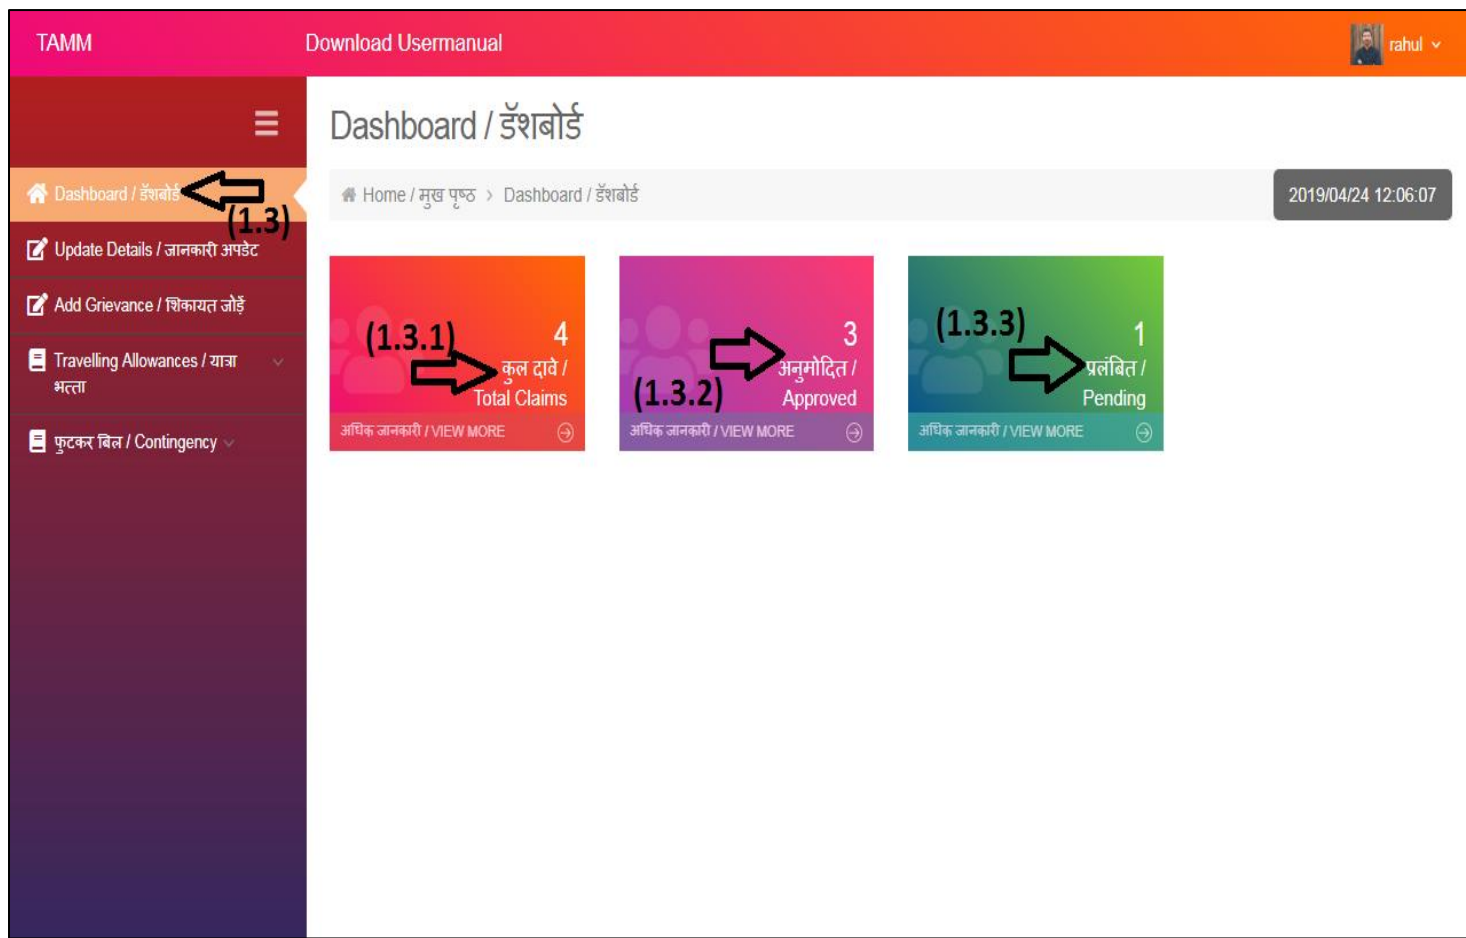 TAMM
Download Usermanual
rahul
Dashboard / डॅशबोर्ड
Dashboard / डॅशबोर्ड
(1.3)
Home / मुख पृष्ठ > Dashboard / डॅशबोर्ड
2019/04/24 12:06:07
Update Details / जानकारी अपडेट
Add Grievance / शिकायत जोड़ें
Travelling Allowances / यात्रा
भत्ता
फुटकर बिल / Contingency
(1.3.1)
4
कुल दावे /
Total Claims
अधिक जानकारी / VIEW MORE
(1.3.2)
3
अनुमोदित /
Approved
अधिक जानकारी / VIEW MORE
(1.3.3)
1
प्रलंबित /
Pending
अधिक जानकारी / VIEW MORE